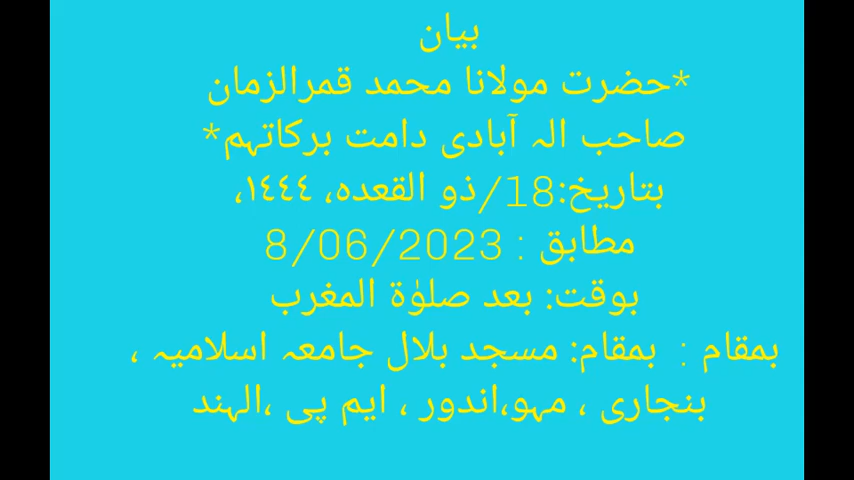 بیان
*حضرت مولانا محمد قمرالزمان
صاحب الہ آبادی دامت برکاتہم*
بتاریخ:18/ذو القعدہ، ١٤٤٤،
مطابق : 8/06/2023
بوقت: بعد صلوٰۃ المغرب
بمقام : بمقام: مسجد بلال جامعہ اسلامیہ ،
بنجاری ، مہو،اندور ، ایم پی ،الہند